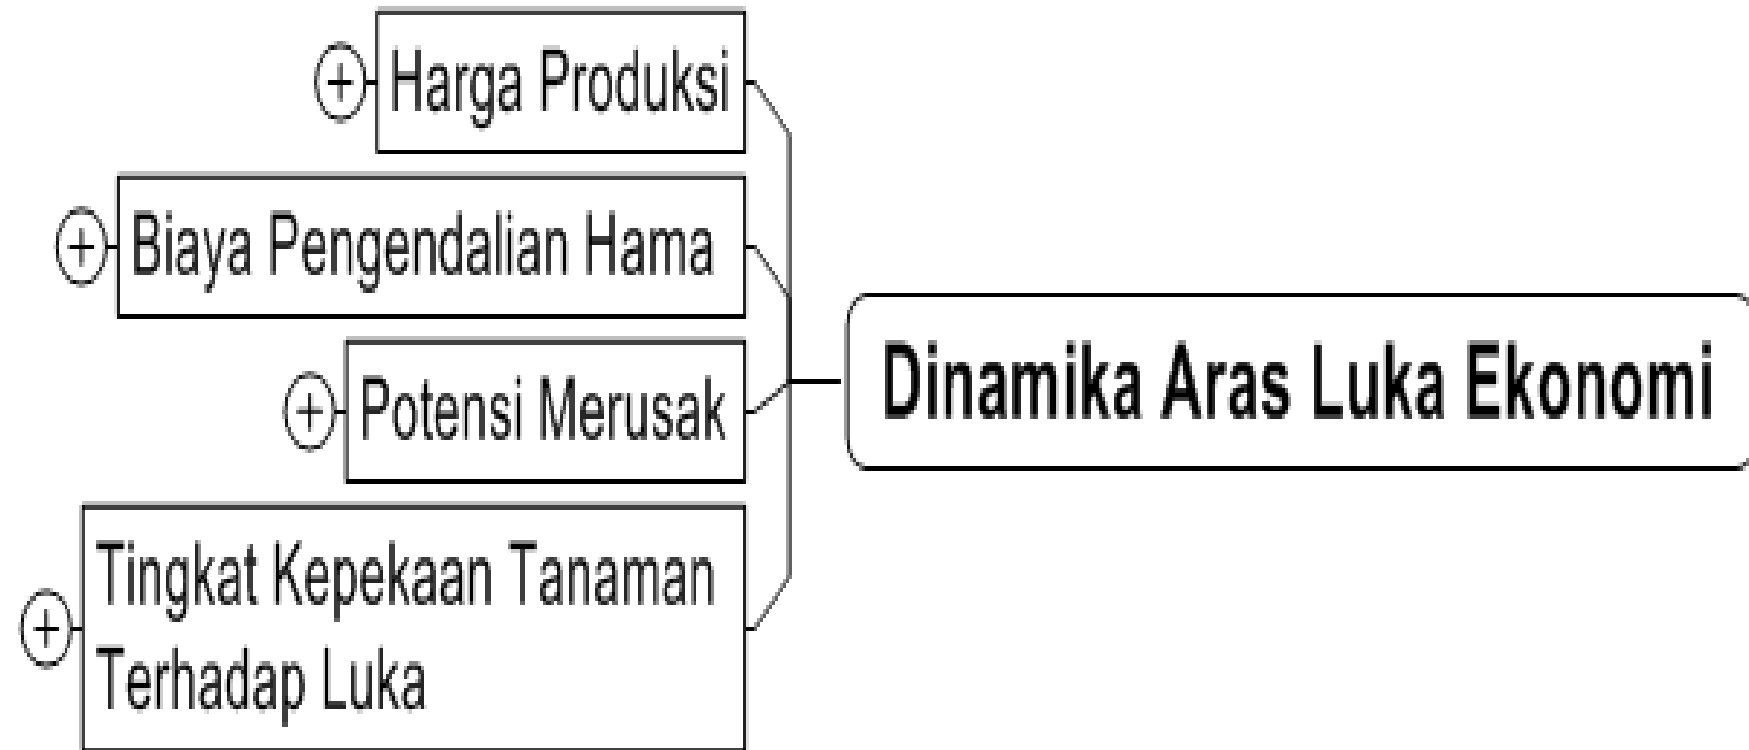 Harga Produksi
Biaya Pengendalian Hama
Potensi Merusak
Tingkat Kepekaan Tanaman
Terhadap Luka
Dinamika Aras Luka Ekonomi